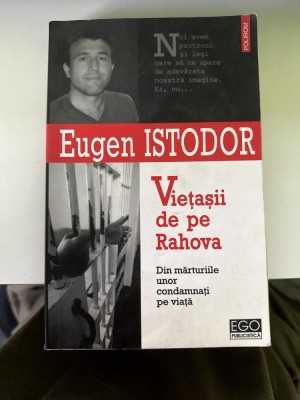 POLIROM
Noi avem
protocol
și legi
care să ne apere
de adevărata
noastră imagine.
Ei, nu...
Eugen ISTODOR
Viețașii
de pe
Rahova
Din mărturiile
unor
condamnați
pe viață
EGO
PUBLICISTICĂ